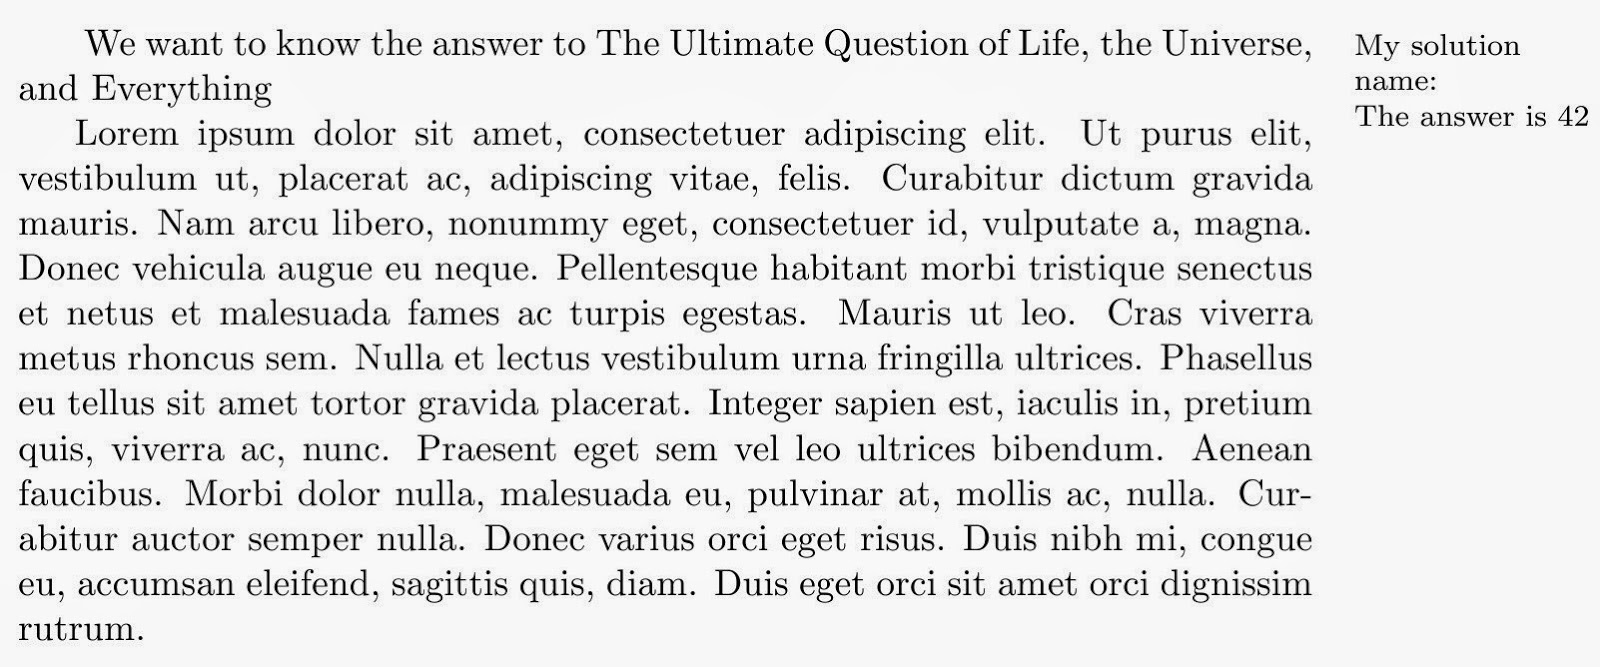 We want to know the answer to The Ultimate Question of Life, the Universe,
and Everything
Lorem ipsum dolor sit amet, consectetuer adipiscing elit. Ut purus elit,
vestibulum ut, placerat ac, adipiscing vitae, felis. Curabitur dictum gravida
mauris. Nam arcu libero, nonummy eget, consectetuer id, vulputate a, magna.
Donec vehicula augue eu neque. Pellentesque habitant morbi tristique senectus
et netus et malesuada fames ac turpis egestas. Mauris ut leo. Cras viverra
metus rhoncus sem. Nulla et lectus vestibulum urna fringilla ultrices. Phasellus
eu tellus sit amet tortor gravida placerat. Integer sapien est, iaculis in, pretium
quis, viverra ac, nunc. Praesent eget sem vel leo ultrices bibendum. Aenean
faucibus. Morbi dolor nulla, malesuada eu, pulvinar at, mollis ac, nulla. Cur-
abitur auctor semper nulla. Donec varius orci eget risus. Duis nibh mi, congue
eu, accumsan eleifend, sagittis quis, diam. Duis eget orci sit amet orci dignissim
rutrum.
My solution
name:
The answer is 42